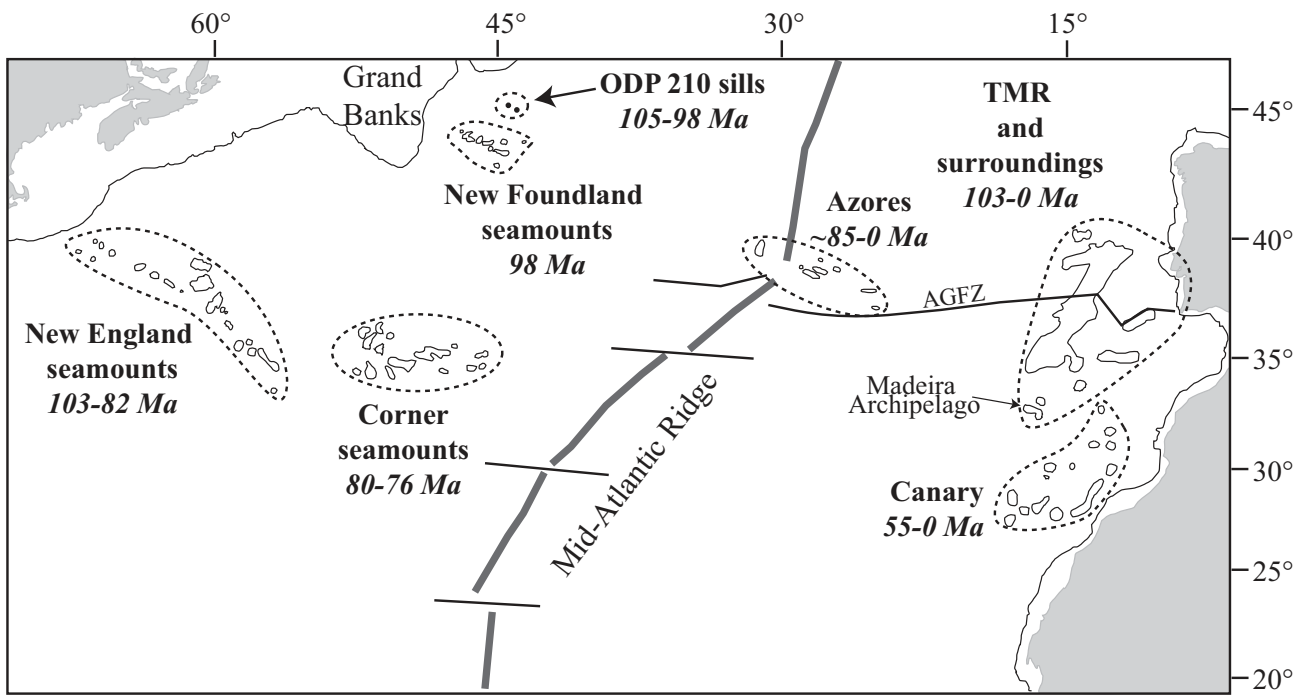 60°
45°
30°
15°
Grand
Banks
ODP 210 sills
105-98 Ma
TMR
and
surroundings
103-0 Ma
45°
New Foundland
seamounts
98 Ma
Azores
~85-0 Ma
40°
AGFZ
New England
seamounts
103-82 Ma
35°
Corner
seamounts
80-76 Ma
Mid-Atlantic Ridge
Madeira
Archipelago
30°
Canary
55-0 Ma
25°
20°